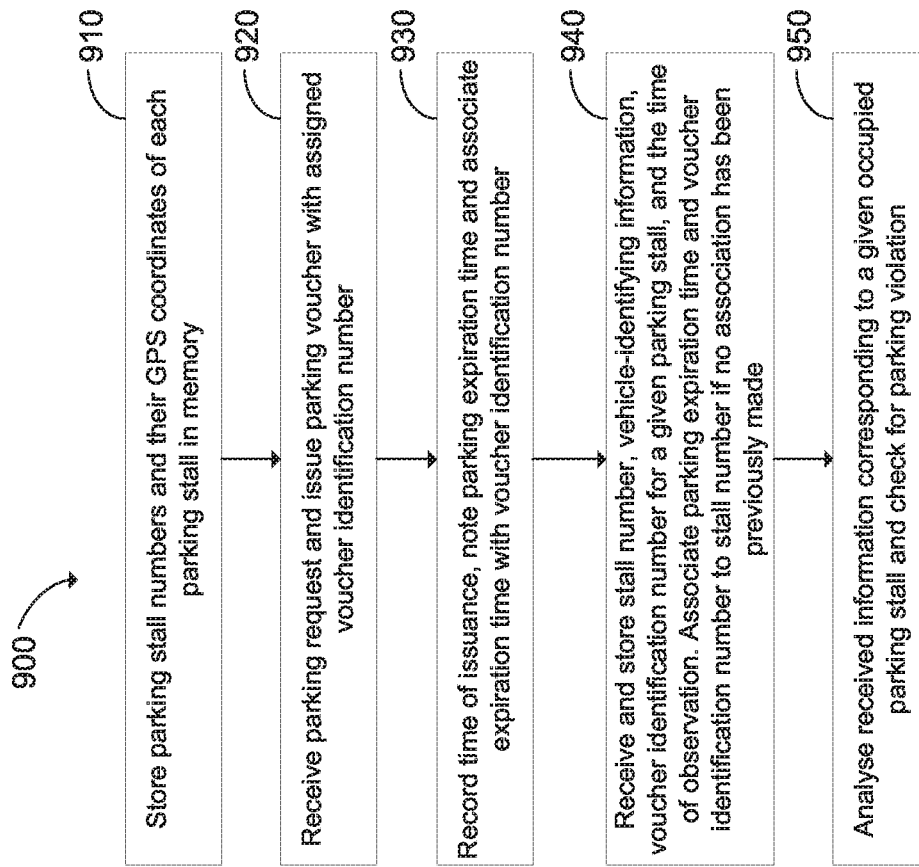 900
910
Store parking stall numbers and their GPS coordinates of each
parking stall in memory
920
Receive parking request and issue parking voucher with assigned
voucher identification number
930
Record time of issuance, note parking expiration time and associate
expiration time with voucher identification number
940
Receive and store stall number, vehicle-identifying information,
voucher identification number for a given parking stall, and the time
of observation. Associate parking expiration time and voucher
identification number to stall number if no association has been
previously made
950
Analyse received information corresponding to a given occupied
parking stall and check for parking violation